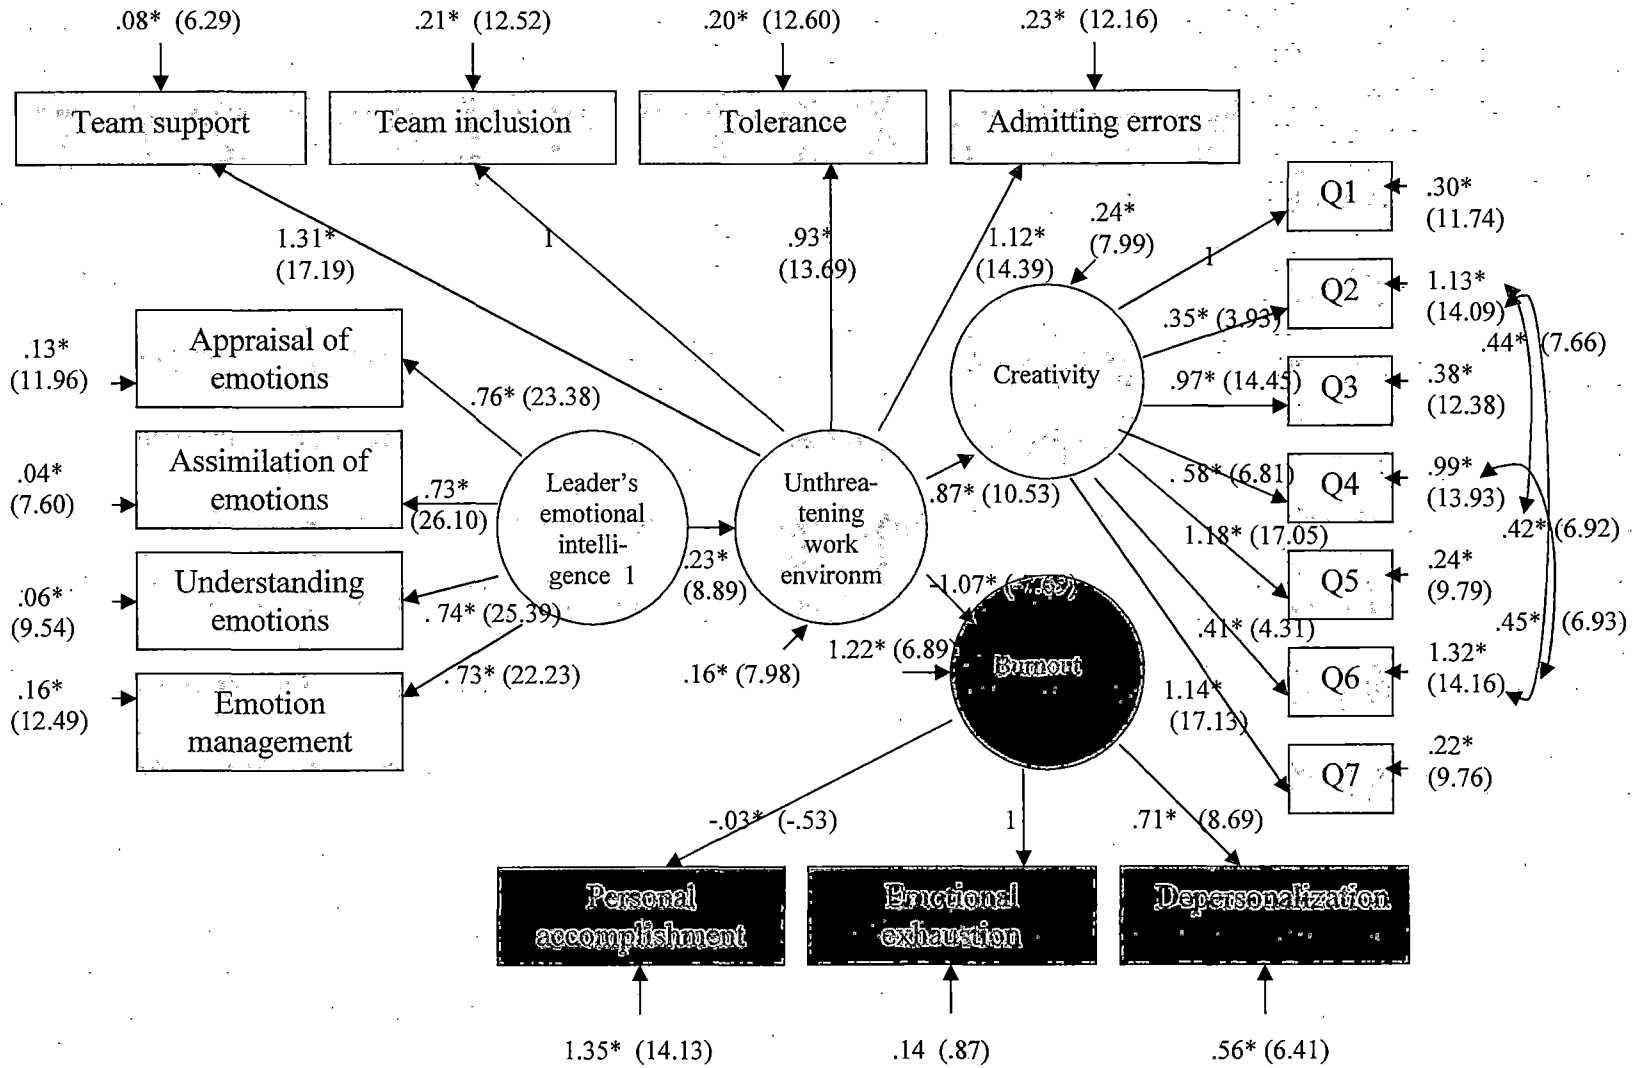 .08* (6.29)
.21* (12.52)
.20* (12.60)
.23* (12.16)
Team support
Team inclusion
Tolerance
Admitting errors
1.31*
(17.19)
1
.93*
(13.69)
1.12*
(14.39)
.24*
(7.99)
Q1
.30*
(11.74)
1
Q2
1.13*
(14.09)
.35* (3.93)
.44* (7.66)
Creativity
.97* (14.45)
Q3
.38*
(12.38)
.13*
(11.96)
Appraisal of
emotions
.76* (23.38)
.04*
(7.60)
Assimilation of
emotions
.73*
(26.10)
Leader's
emotional
intelli-
gence 1
Unthrea-
tening
work
environm
.87* (10.53)
.58* (6.81)
Q4
.99*
(13.93)
1.18* (17.05)
.42* (6.92)
.23*
(8.89)
.06*
(9.54)
Understanding
emotions
.74* (25.39)
-1.07*
Q5
.24*
(9.79)
.41* (4.31)
.45* (6.93)
.16* (7.98)
1.22* (6.89)
Burnout
Q6
1.32*
(14.16)
.16*
(12.49)
Emotion
management
.73* (22.23)
1.14*
(17.13)
Q7
.22*
(9.76)
-.03* (-.53)
1
.71* (8.69)
Personal
accomplishment
Emotional
exhaustion
Depersonalization
1.35* (14.13)
.14 (.87)
.56* (6.41)